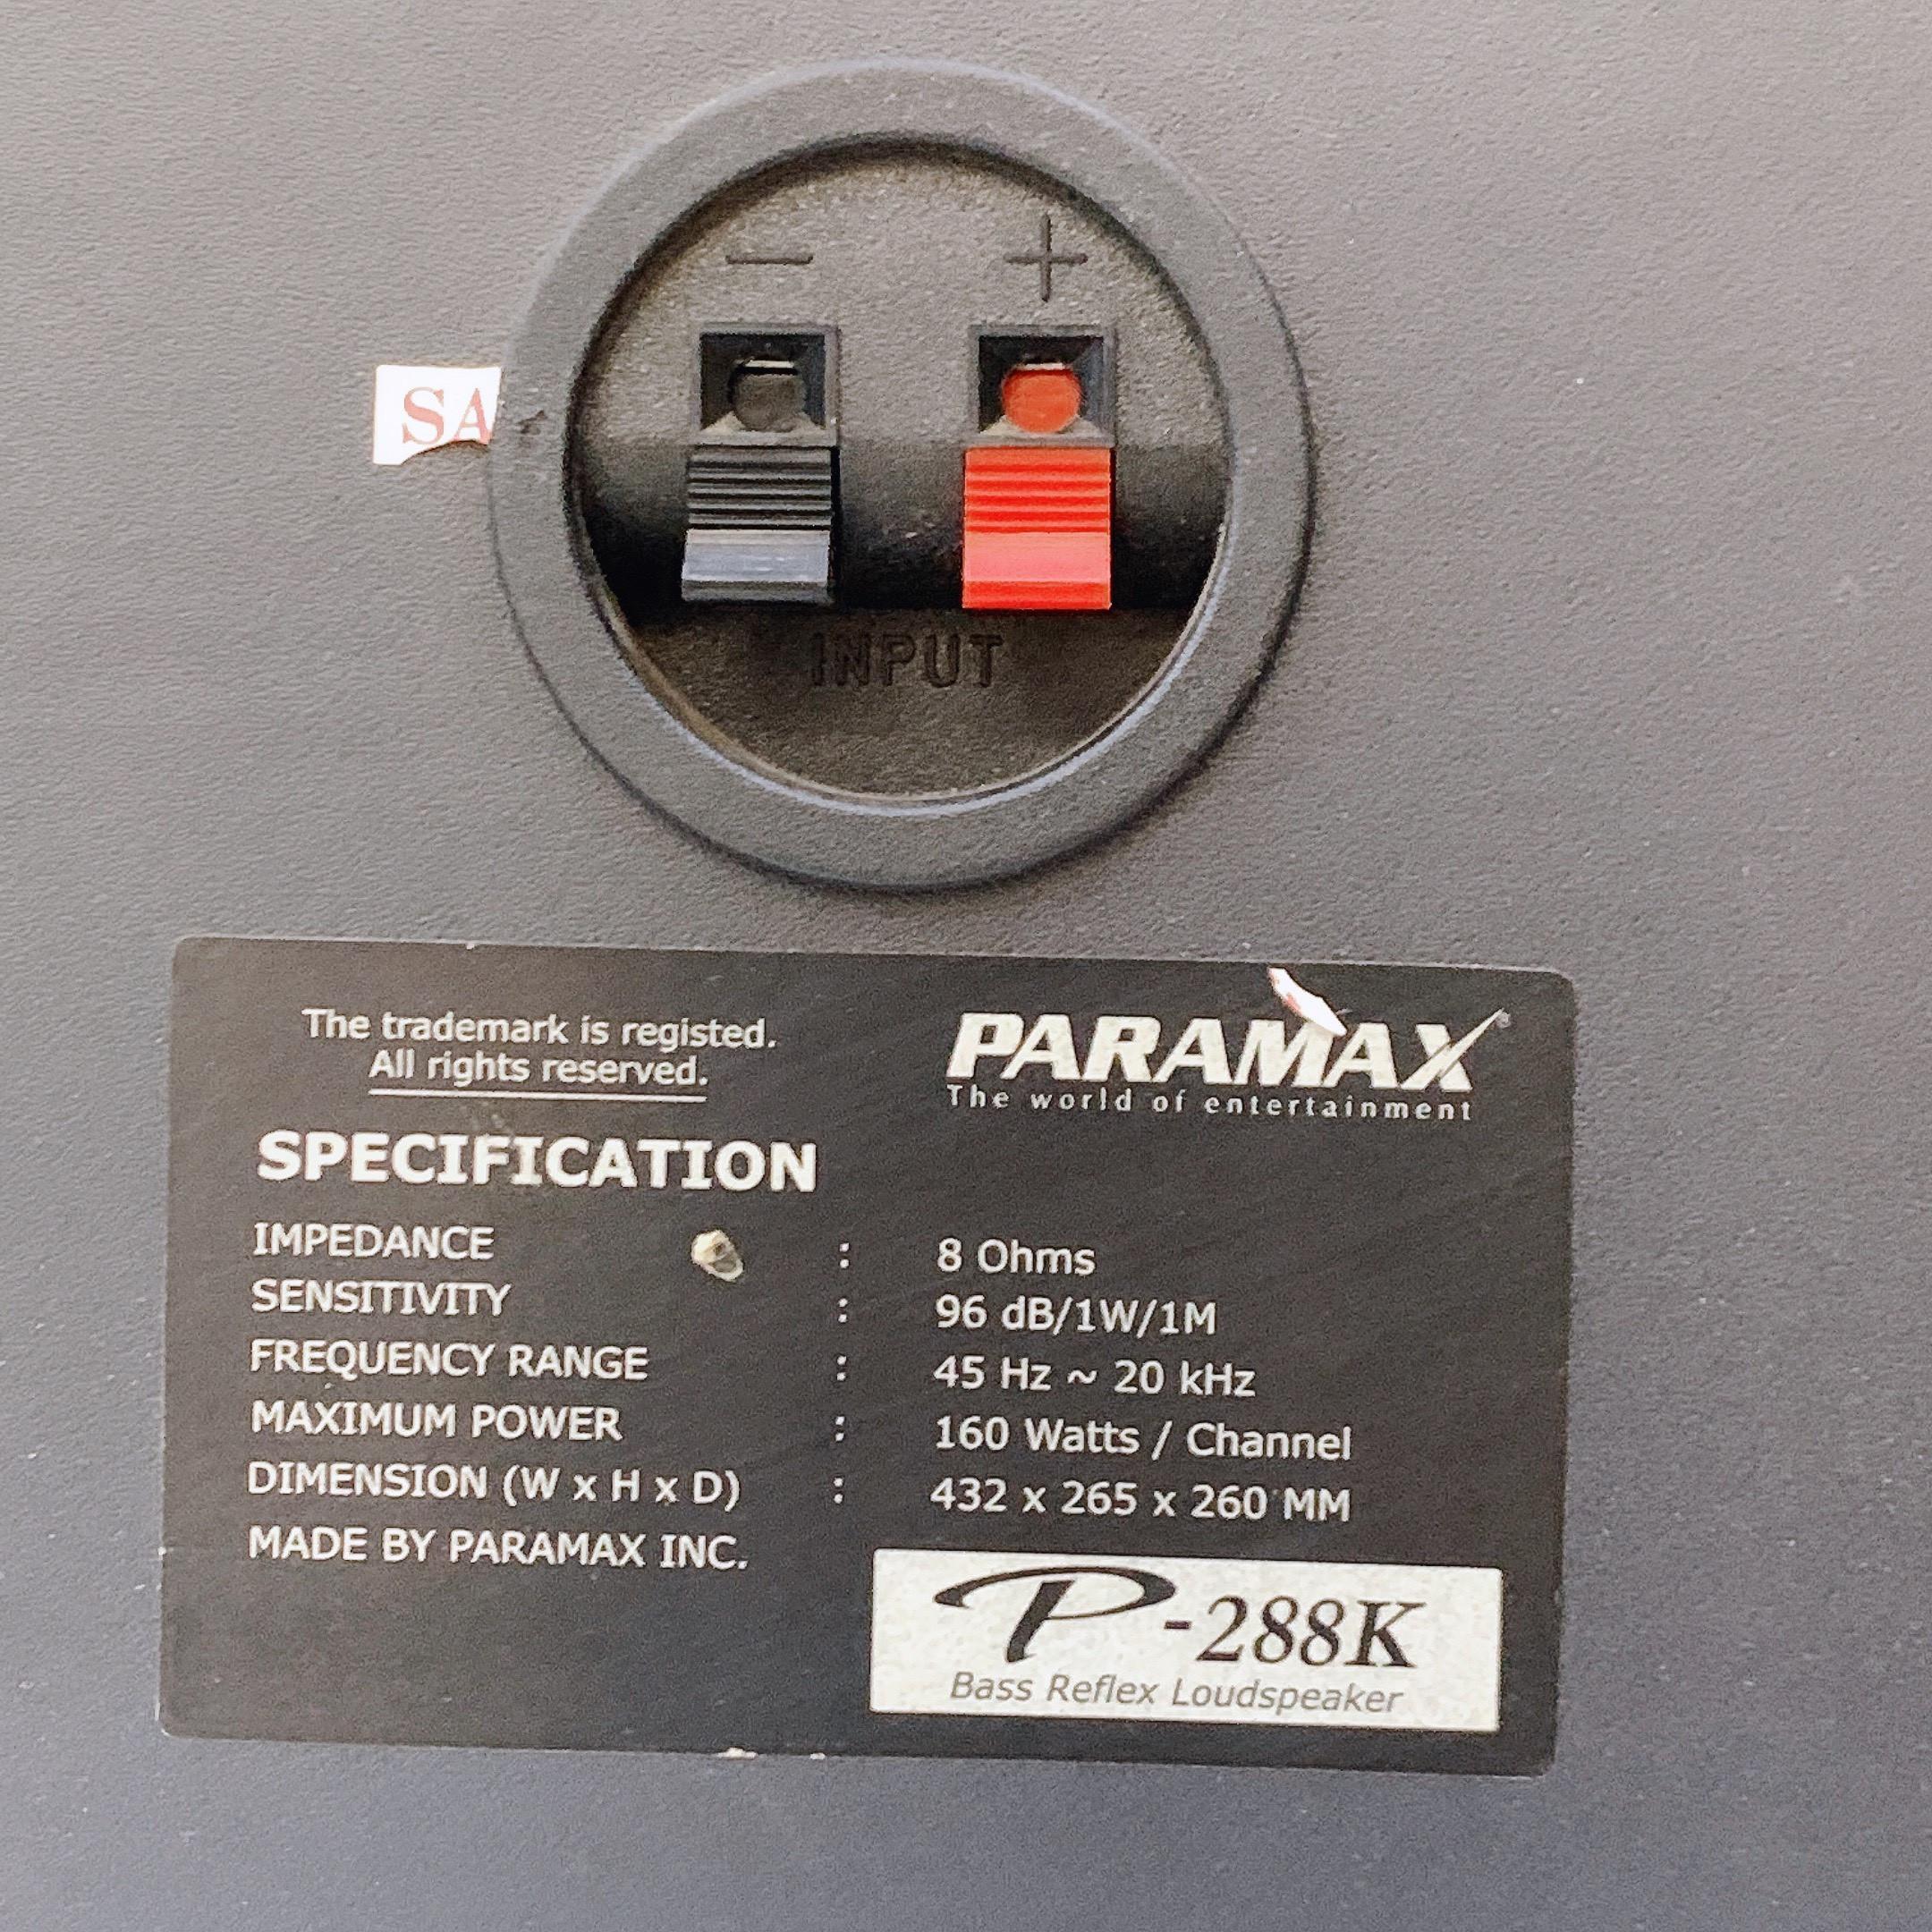 — +
SA
INPUT
The trademark is registed.
All rights reserved.
PARAMAX®
The world of entertainment
SPECIFICATION
IMPEDANCE : 8 Ohms
SENSITIVITY : 96 dB/1W/1M
FREQUENCY RANGE : 45 Hz ~ 20 kHz
MAXIMUM POWER : 160 Watts / Channel
DIMENSION (W x H x D) : 432 x 265 x 260 MM
MADE BY PARAMAX INC.
P-288K
Bass Reflex Loudspeaker